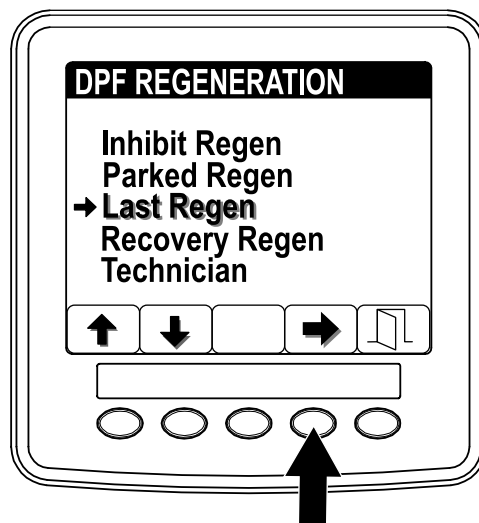 DPF REGENERATION
Inhibit Regen
Parked Regen
Last Regen
Recovery Regen
Technician